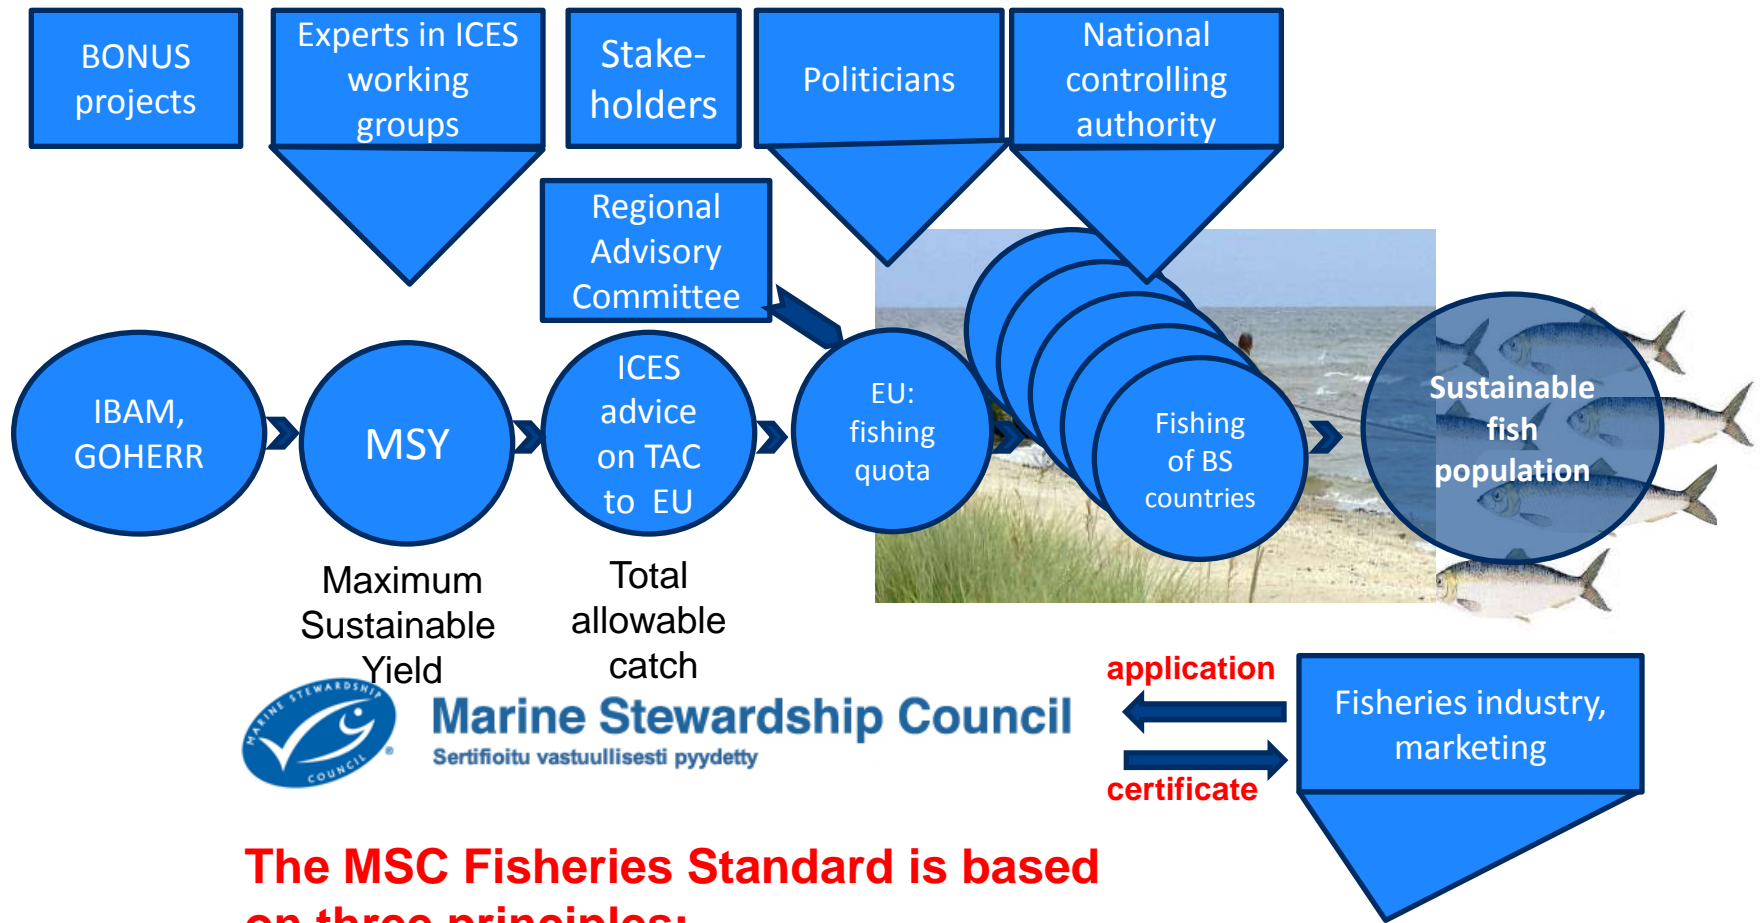 BONUS
projects
Experts in ICES
working
groups
Stake-
holders
Politicians
National
controlling
authority
Regional
Advisory
Committee
IBAM,
GOHERR
MSY
ICES
advice
on TAC
to EU
EU:
fishing
quota
Fishing
of BS
countries
Sustainable
fish
population
Maximum
Sustainable
Yield
Total
allowable
catch
MARINE STEWARDSHIP COUNCIL
®
Marine Stewardship Council
Sertifioitu vastuullisesti pyydetty
application
certificate
Fisheries industry,
marketing
The MSC Fisheries Standard is based
on three principles: